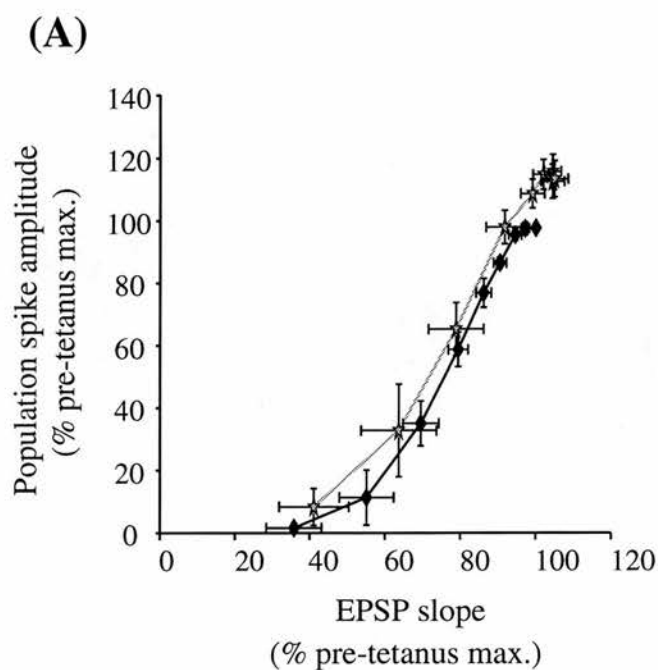 (A)
140
120
100
80
60
40
20
0
Population spike amplitude
(% pre-tetanus max.)
0 20 40 60 80 100 120
EPSP slope
(% pre-tetanus max.)